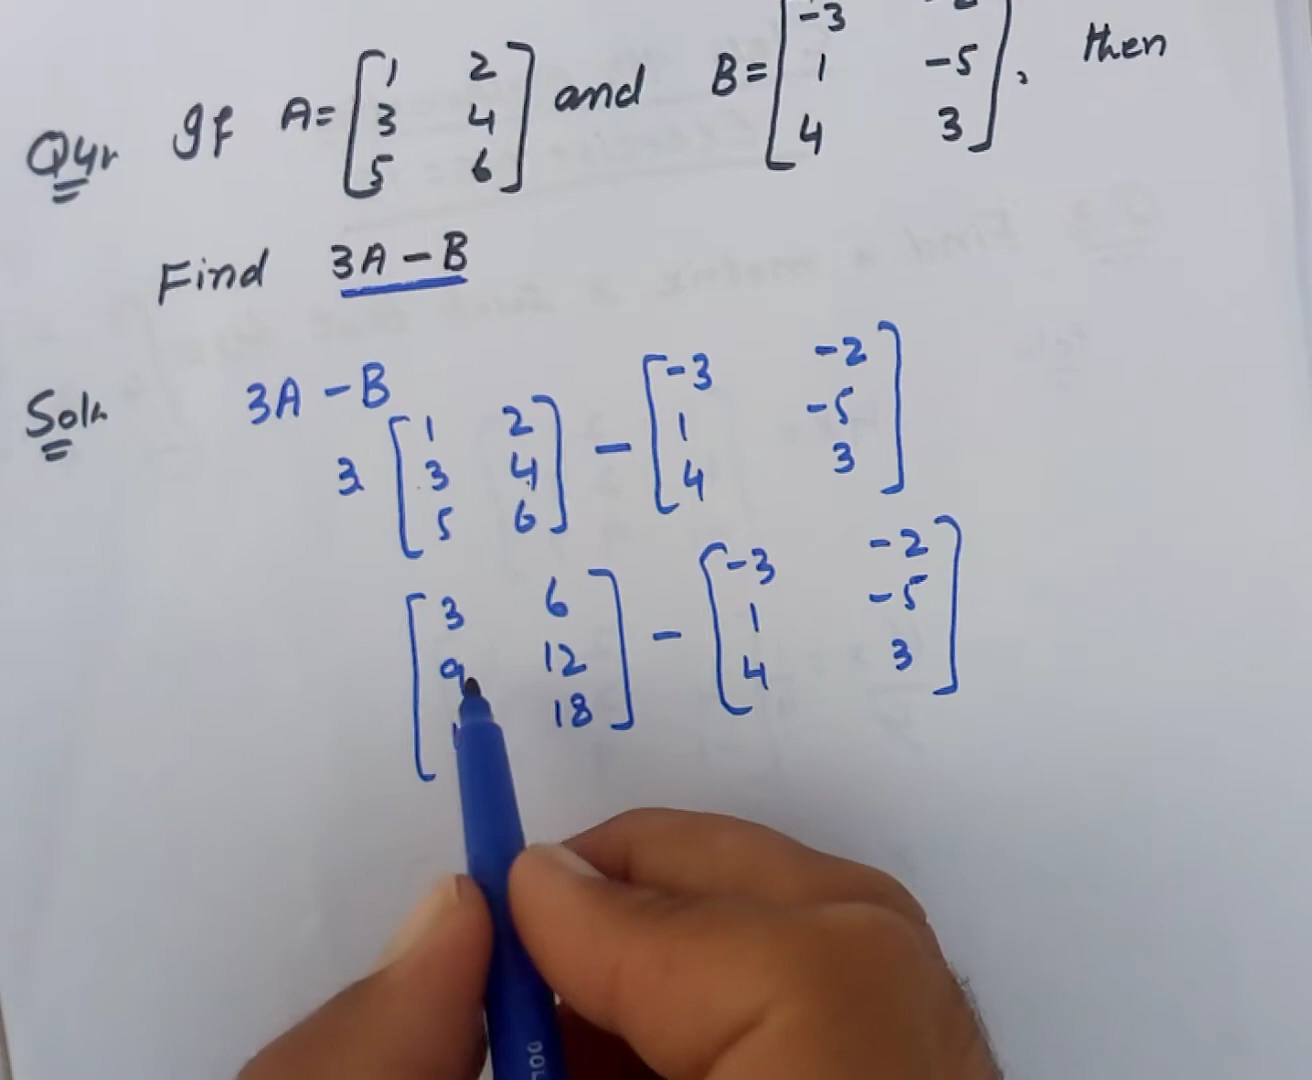 Q4r If A= [1 2 and B= [-3 -2
3 4 1 -5
5 6] 4 3], then
Find 3A - B
Soln 3A - B
3 [1 2 - [-3 -2
3 4 1 -5
5 6] 4 3]
[3 6 - [-3 -2
9 12 1 -5
18] 4 3]